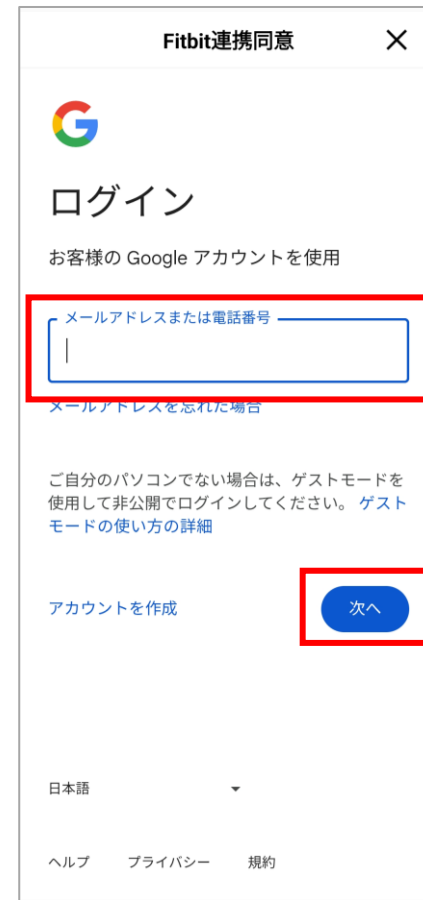 Fitbit連携同意
ログイン
お客様の Google アカウントを使用
メールアドレスまたは電話番号
メールアドレスを忘れた場合
ご自分のパソコンでない場合は、ゲストモードを
使用して非公開でログインしてください。 ゲスト
モードの使い方の詳細
アカウントを作成
次へ
日本語
ヘルプ プライバシー 規約